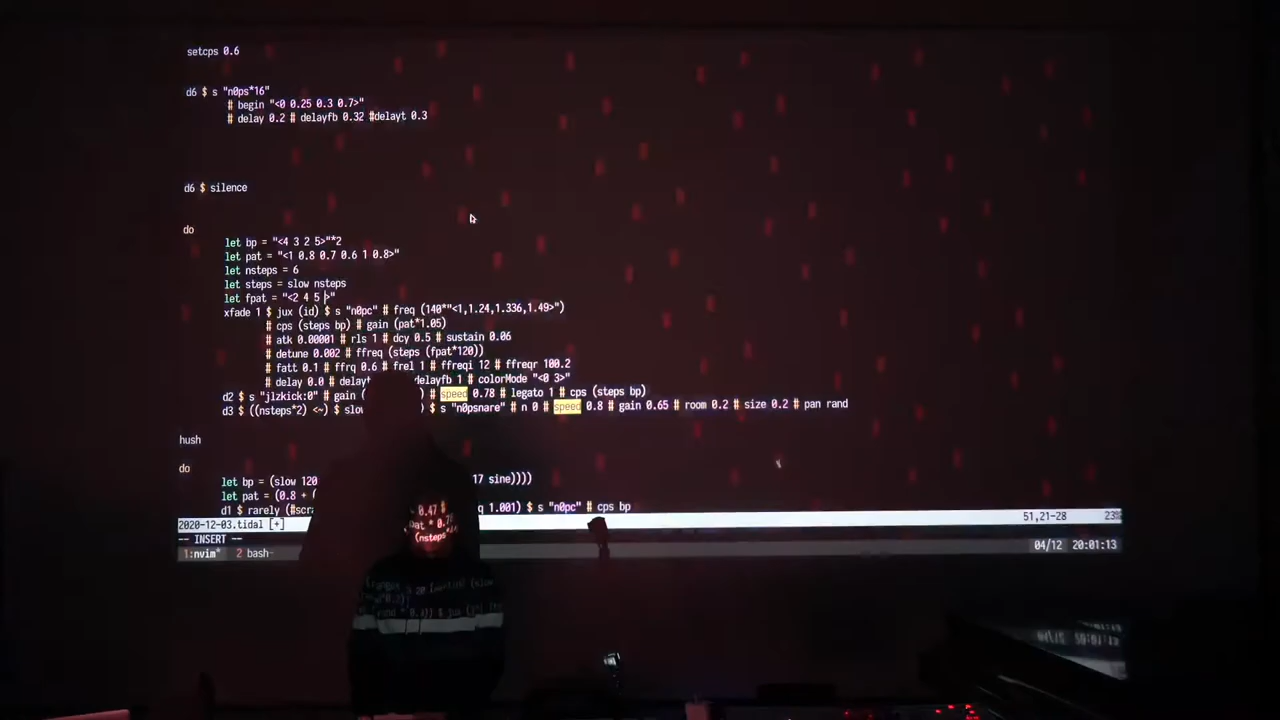 setcps 0.6
d6 $ s "n0ps*16"
# begin "<0 0.25 0.3 0.7>"
# delay 0.2 # delayfb 0.32 #delayt 0.3
d6 $ silence
do
let bp = "<4 3 2 5>"*2
let pat = "<1 0.8 0.7 0.6 1 0.8>"
let nsteps = 6
let steps = slow nsteps
let fpat = "<2 4 5 >"
xfade 1 $ jux (id) $ s "n0pc" # freq (140*"<1,1.24,1.336,1.49>")
# cps (steps bp) # gain (pat*1.05)
# atk 0.00001 # rls 1 # dcy 0.5 # sustain 0.06
# detune 0.002 # ffreq (steps (fpat*120))
# fatt 0.1 # ffrq 0.6 # frel 1 # ffreqi 12 # ffreqr 100.2
# delay 0.0 # delayt delayfb 1 # colorMode "<0 3>"
d2 $ s "jlzkick:0" # gain ( ) # speed 0.78 # legato 1 # cps (steps bp)
d3 $ ((nsteps*2) <~) $ slow ) $ s "n0psnare" # n 0 # speed 0.8 # gain 0.65 # room 0.2 # size 0.2 # pan rand
hush
do
let bp = (slow 120 17 sine))))
let pat = (0.8 + (
d1 $ rarely (#scra q 1.001) $ s "n0pc" # cps bp
2020-12-03.tidal [+] 51,21-28 23%
-- INSERT --
1:nvim* 2 bash- 04/12 20:01:13